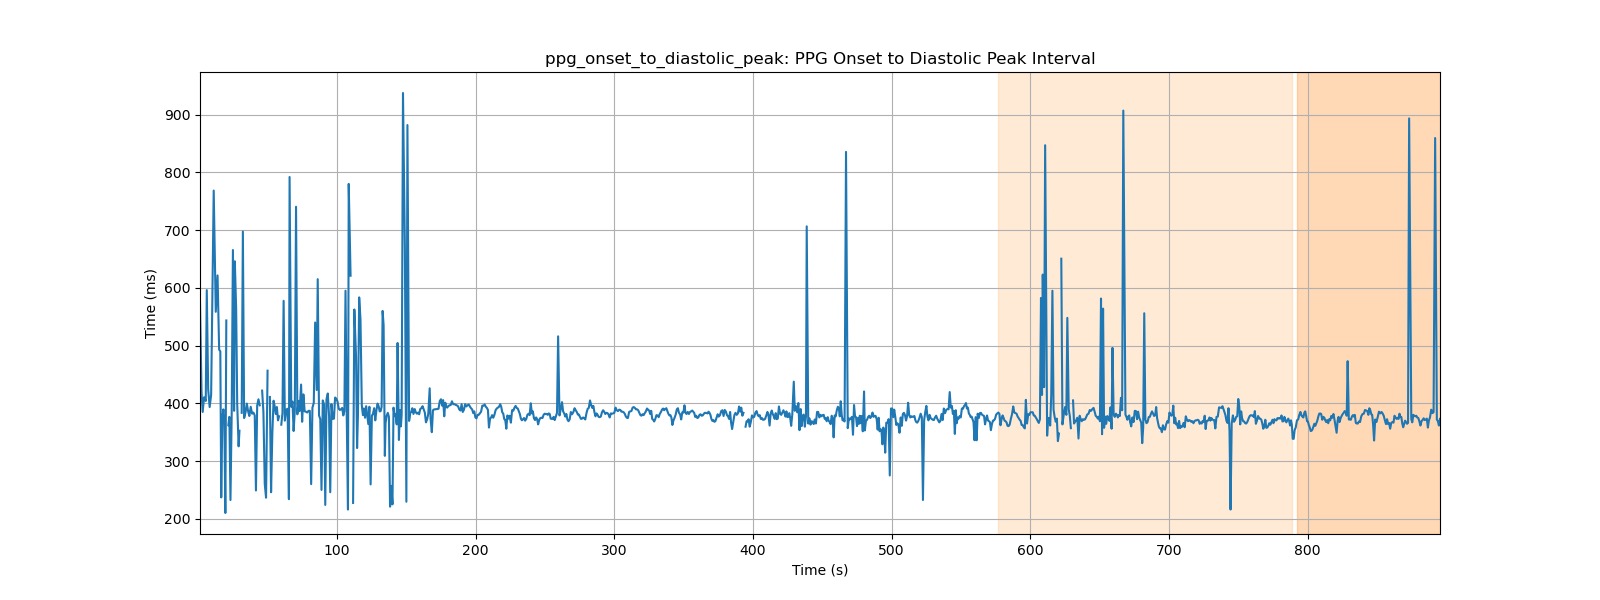 ppg_onset_to_diastolic_peak: PPG Onset to Diastolic Peak Interval
900
800
700
600
500
400
300
200
Time (ms)
100 200 300 400 500 600 700 800
Time (s)